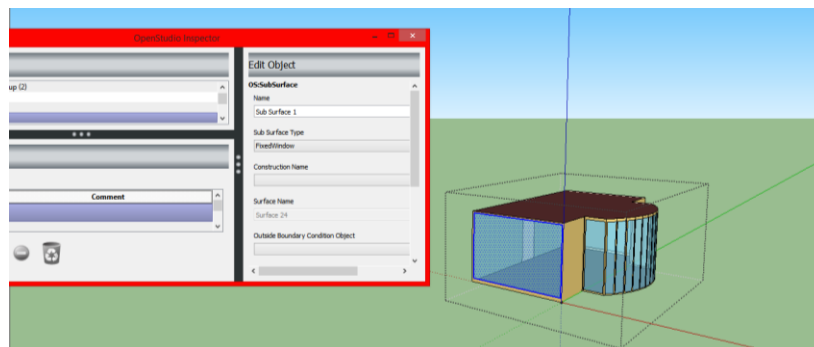 OpenStudio Inspector
up (2)
Comment
Edit Object
OS:SubSurface
Name
Sub Surface 1
Sub Surface Type
FixedWindow
Construction Name
Surface Name
Surface 24
Outside Boundary Condition Object